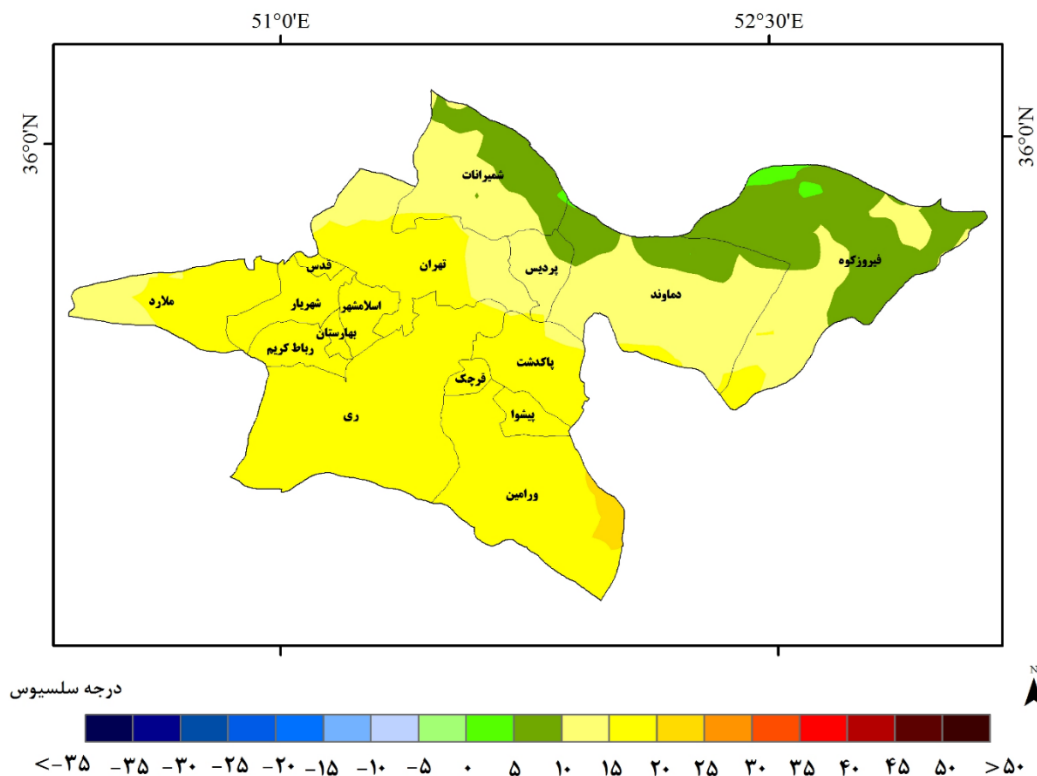 51°0'E
52°30'E
36°0'N
36°0'N
شمیرانات
فیروزکوه
قدس
تهران
پردیس
دماوند
ملارد
شهریار
اسلامشهر
بهارستان
رباط کریم
پاکدشت
قرچک
ری
پیشوا
ورامین
درجه سلسیوس
N
<-۳۵ -۳۵ -۳۰ -۲۵ -۲۰ -۱۵ -۱۰ -۵ ۰ ۵ ۱۰ ۱۵ ۲۰ ۲۵ ۳۰ ۳۵ ۴۰ ۴۵ ۵۰ >۵۰